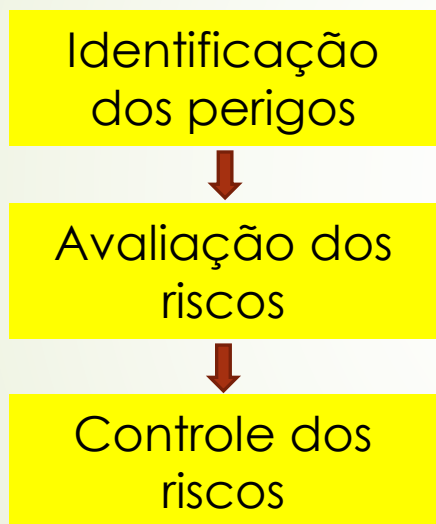 Identificação
dos perigos
Avaliação dos
riscos
Controle dos
riscos